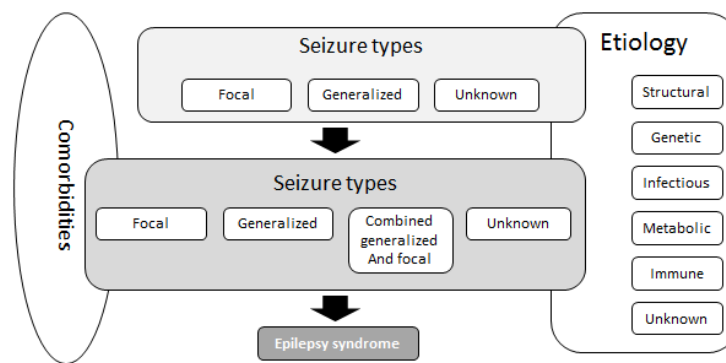 Seizure types
Focal
Generalized
Unknown
Etiology
Structural
Genetic
Infectious
Metabolic
Immune
Unknown
Comorbidities
Seizure types
Focal
Generalized
Combined
generalized
And focal
Unknown
Epilepsy syndrome